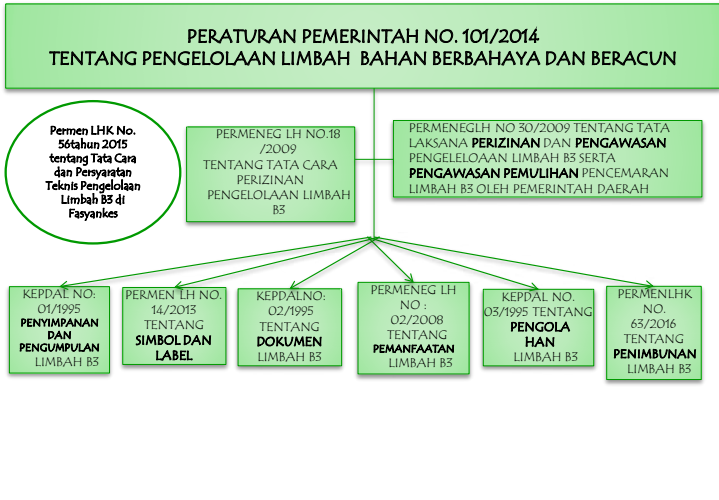 PERATURAN PEMERINTAH NO. 101/2014
TENTANG PENGELOLAAN LIMBAH BAHAN BERBAHAYA DAN BERACUN
Permen LHK No.
56tahun 2015
tentang Tata Cara
dan Persyaratan
Teknis Pengelolaan
Limbah B3 di
Fasyankes
PERMENEG LH NO.18
/2009
TENTANG TATA CARA
PERIZINAN
PENGELOLAAN LIMBAH
B3
PERMENEGLH NO 30/2009 TENTANG TATA
LAKSANA PERIZINAN DAN PENGAWASAN
PENGELELOAAN LIMBAH B3 SERTA
PENGAWASAN PEMULIHAN PENCEMARAN
LIMBAH B3 OLEH PEMERINTAH DAERAH
KEPDAL NO:
01/1995
PENYIMPANAN
DAN
PENGUMPULAN
LIMBAH B3
PERMEN LH NO.
14/2013
TENTANG
SIMBOL DAN
LABEL
KEPDALNO:
02/1995
TENTANG
DOKUMEN
LIMBAH B3
PERMENEG LH
NO :
02/2008
TENTANG
PEMANFAATAN
LIMBAH B3
KEPDAL NO.
03/1995 TENTANG
PENGOLA
HAN
LIMBAH B3
PERMENLHK
NO.
63/2016
TENTANG
PENIMBUNAN
LIMBAH B3